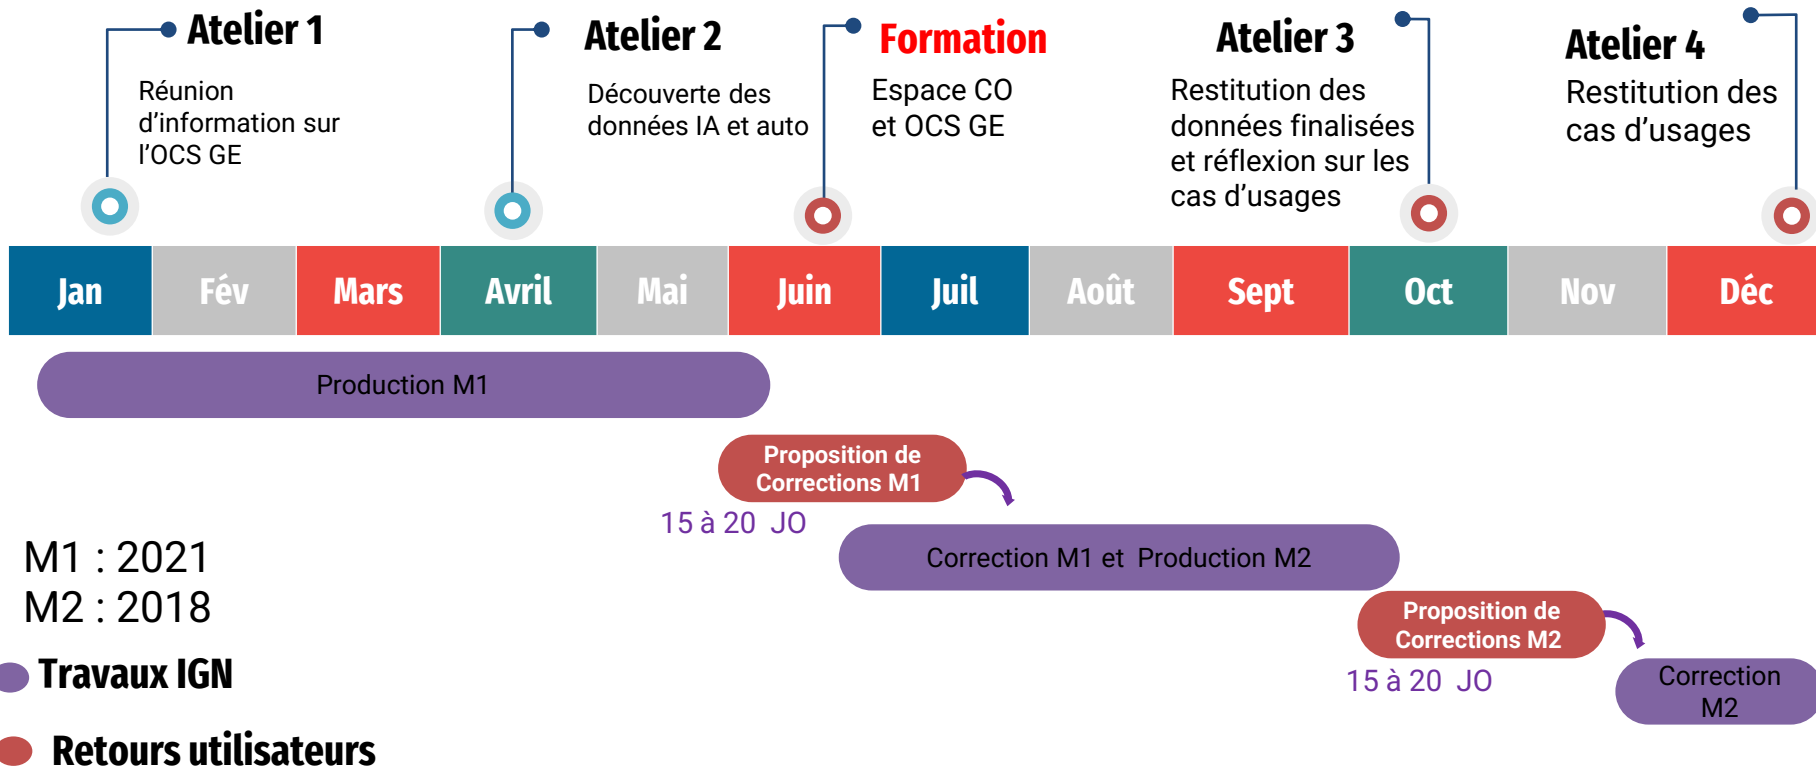 Atelier 1
Réunion
d'information sur
l'OCS GE
Atelier 2
Découverte des
données IA et auto
Formation
Espace CO
et OCS GE
Atelier 3
Restitution des
données finalisées
et réflexion sur les
cas d'usages
Atelier 4
Restitution des
cas d'usages
Jan Fév Mars Avril Mai Juin Juil Août Sept Oct Nov Déc
Production M1
Proposition de
Corrections M1
15 à 20 JO
Correction M1 et Production M2
Proposition de
Corrections M2
15 à 20 JO
Correction
M2
M1 : 2021
M2 : 2018
Travaux IGN
Retours utilisateurs